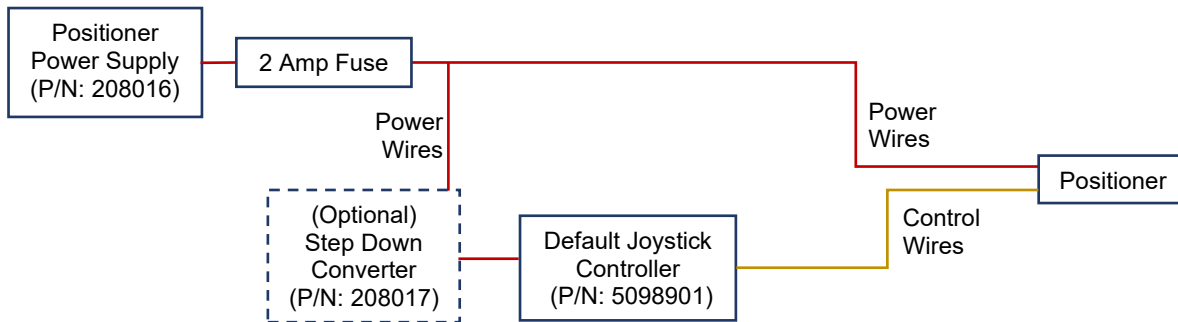 Positioner
Power Supply
(P/N: 208016)
2 Amp Fuse
Power
Wires
Power
Wires
Positioner
(Optional)
Step Down
Converter
(P/N: 208017)
Default Joystick
Controller
(P/N: 5098901)
Control
Wires